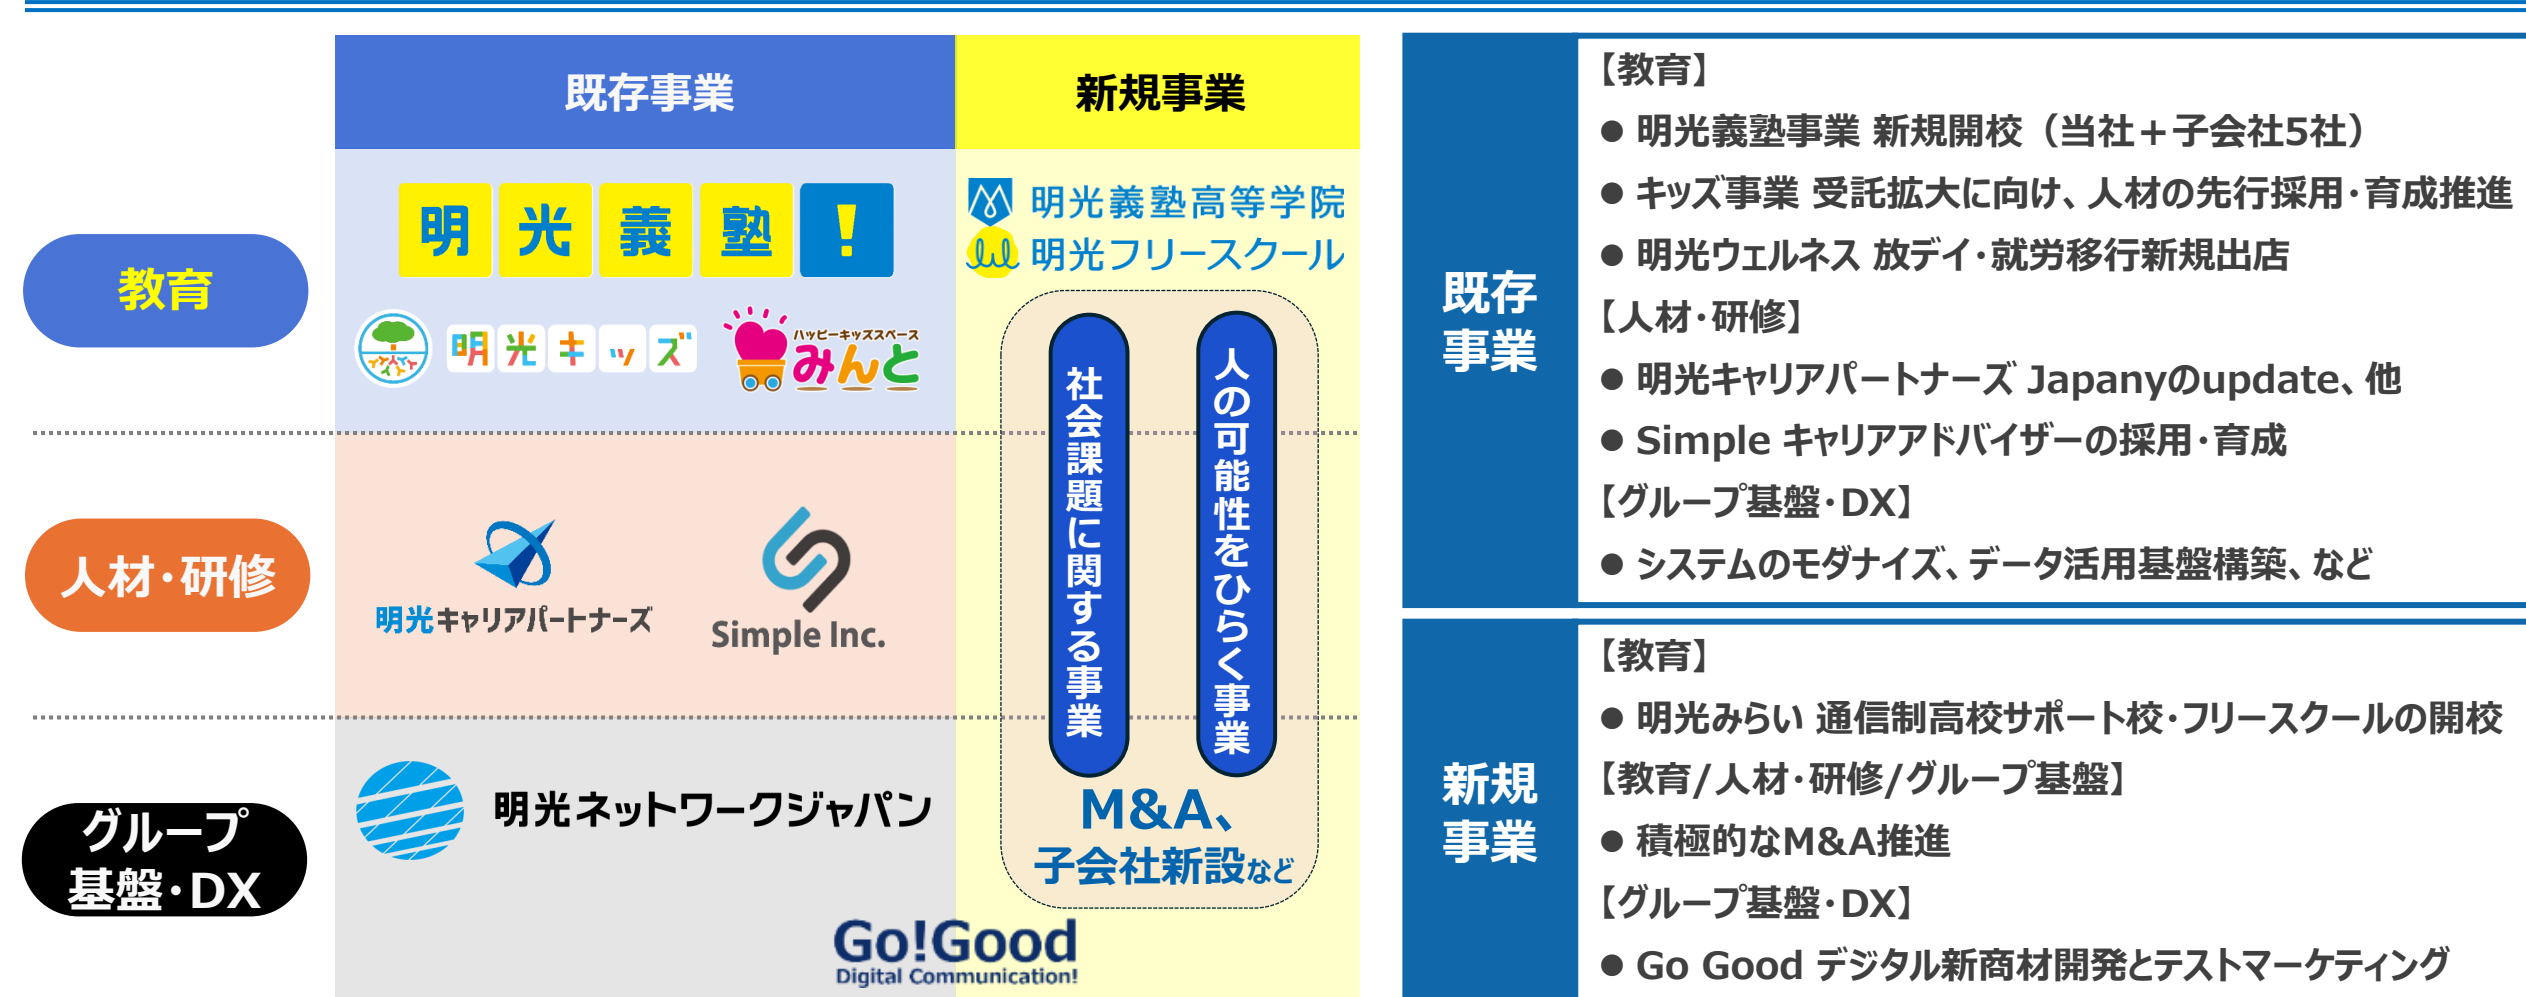 既存事業
新規事業
教育
明光義塾!
明光キッズ
ハッピーキッズスペース
みんと
明光義塾高等学院
明光フリースクール
人材・研修
明光キャリアパートナーズ
Simple Inc.
社会課題に関する事業
人の可能性をひらく事業
グループ
基盤・DX
明光ネットワークジャパン
M&A、
子会社新設など
Go!Good
Digital Communication!
既存
事業
【教育】
● 明光義塾事業 新規開校（当社＋子会社5社）
● キッズ事業 受託拡大に向け、人材の先行採用・育成推進
● 明光ウェルネス 放デイ・就労移行新規出店
【人材・研修】
● 明光キャリアパートナーズ Japanyのupdate、他
● Simple キャリアアドバイザーの採用・育成
【グループ基盤・DX】
● システムのモダナイズ、データ活用基盤構築、など
新規
事業
【教育】
● 明光みらい 通信制高校サポート校・フリースクールの開校
【教育/人材・研修/グループ基盤】
● 積極的なM&A推進
【グループ基盤・DX】
● Go Good デジタル新商材開発とテストマーケティング